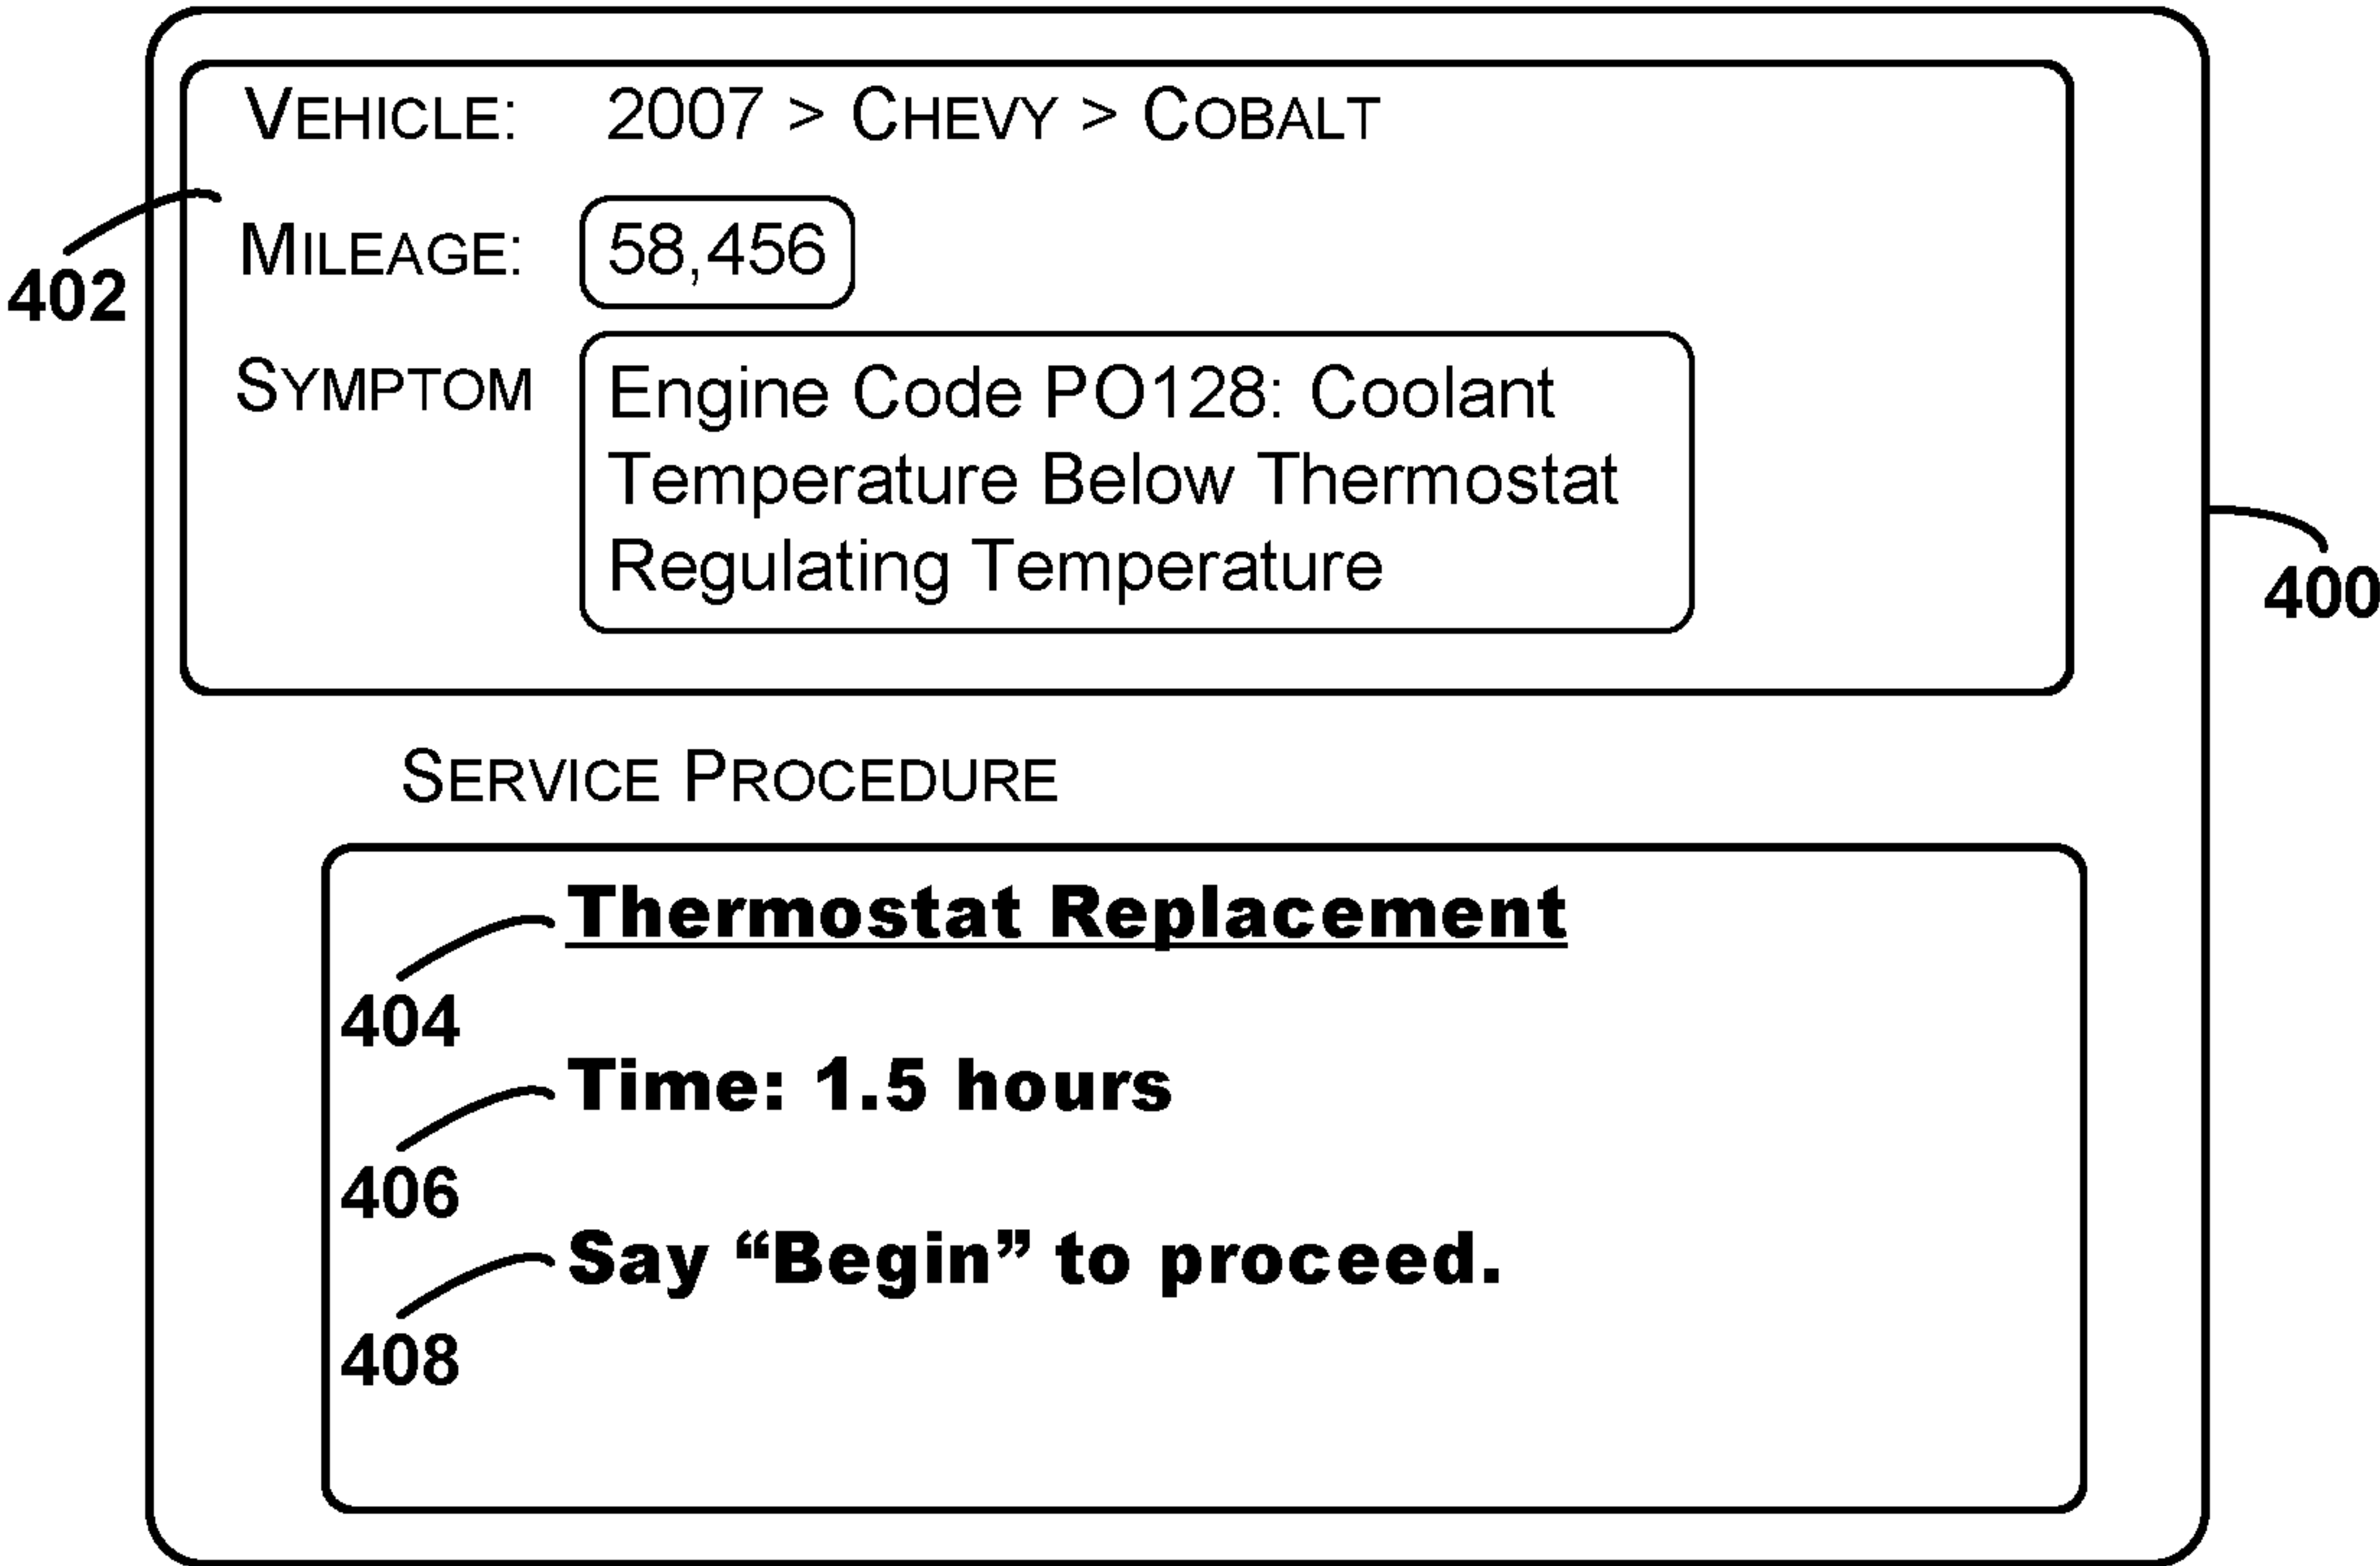 VEHICLE: 2007 > CHEVY > COBALT
MILEAGE: 58,456
402
SYMPTOM Engine Code PO128: Coolant
Temperature Below Thermostat
Regulating Temperature
400
SERVICE PROCEDURE
Thermostat Replacement
404
Time: 1.5 hours
406
Say “Begin” to proceed.
408